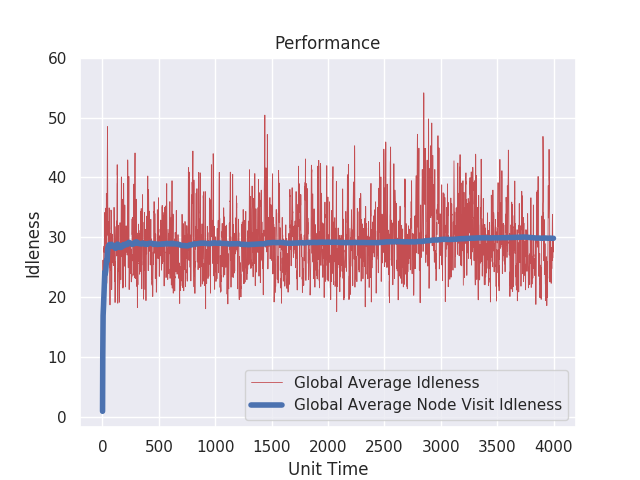 Performance
60
50
40
30
20
10
0
Idleness
Global Average Idleness
Global Average Node Visit Idleness
0 500 1000 1500 2000 2500 3000 3500 4000
Unit Time